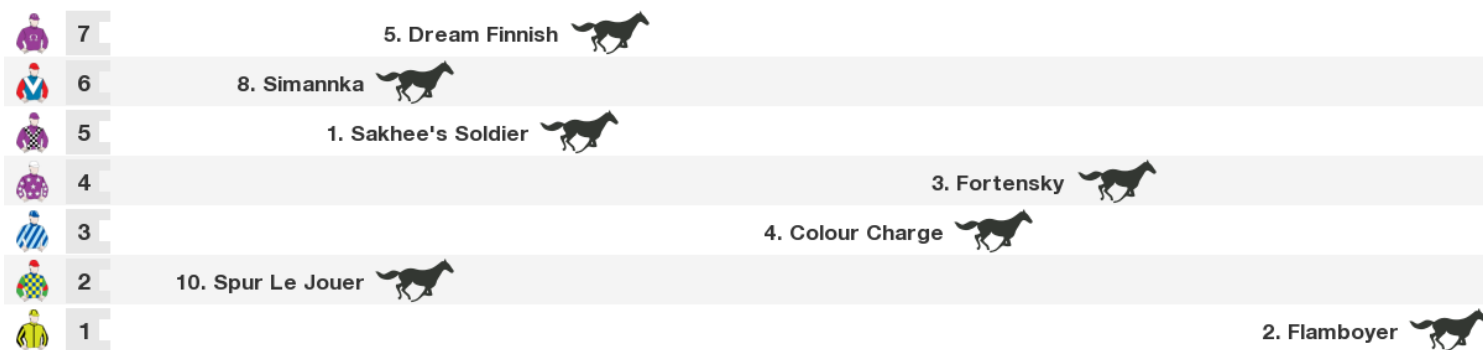 7 5. Dream Finnish
6 8. Simannka
5 1. Sakhee's Soldier
4 3. Fortensky
3 4. Colour Charge
2 10. Spur Le Jouer
1 2. Flamboyer